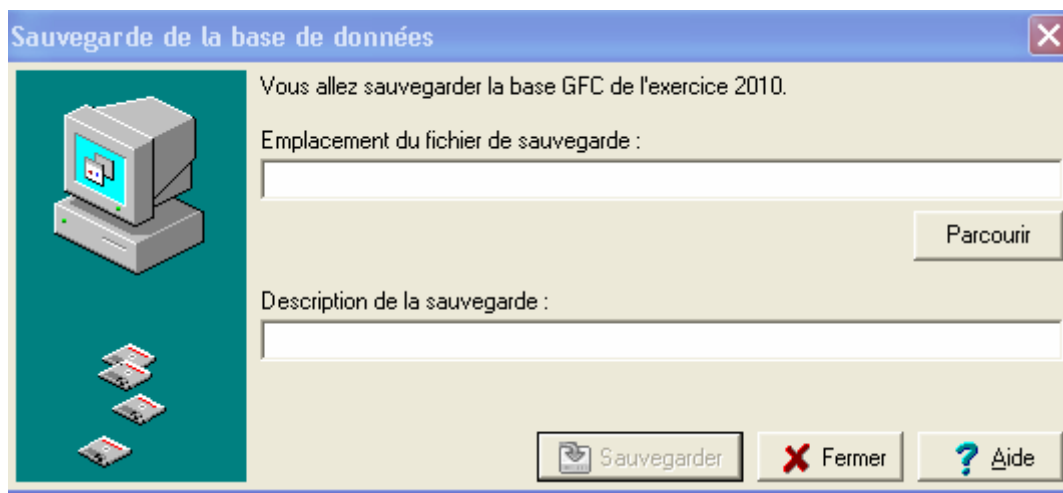 Sauvegarde de la base de données
Vous allez sauvegarder la base GFC de l'exercice 2010.
Emplacement du fichier de sauvegarde :
Parcourir
Description de la sauvegarde :
Sauvegarder
Fermer
Aide